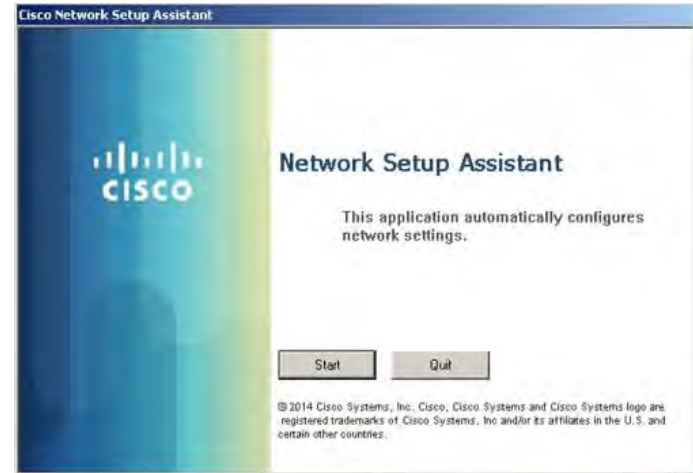 Cisco Network Setup Assistant
CISCO
Network Setup Assistant
This application automatically configures
network settings.
Start
Quit
© 2014 Cisco Systems, Inc. Cisco, Cisco Systems and Cisco Systems logo are
registered trademarks of Cisco Systems, Inc and/or its affiliates in the U.S. and
certain other countries.